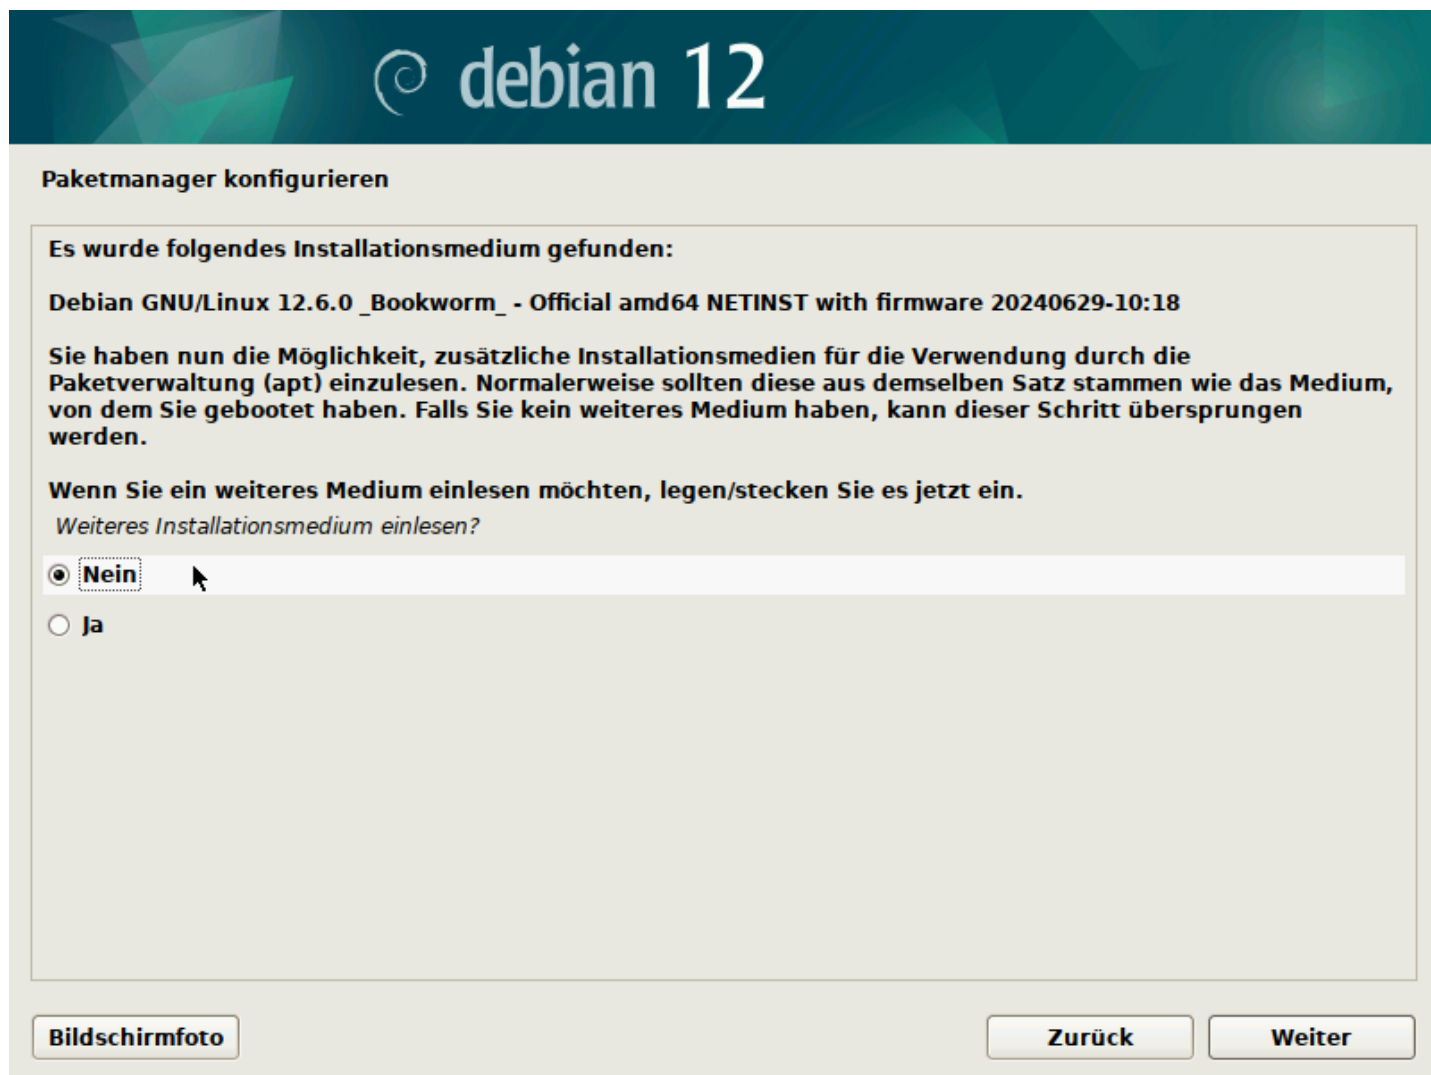 debian 12
Paketmanager konfigurieren
Es wurde folgendes Installationsmedium gefunden:
Debian GNU/Linux 12.6.0 _Bookworm_ - Official amd64 NETINST with firmware 20240629-10:18
Sie haben nun die Möglichkeit, zusätzliche Installationsmedien für die Verwendung durch die
Paketverwaltung (apt) einzulesen. Normalerweise sollten diese aus demselben Satz stammen wie das Medium,
von dem Sie gebootet haben. Falls Sie kein weiteres Medium haben, kann dieser Schritt übersprungen
werden.
Wenn Sie ein weiteres Medium einlesen möchten, legen/stecken Sie es jetzt ein.
Weiteres Installationsmedium einlesen?
Nein
Ja
Bildschirmfoto
Zurück
Weiter